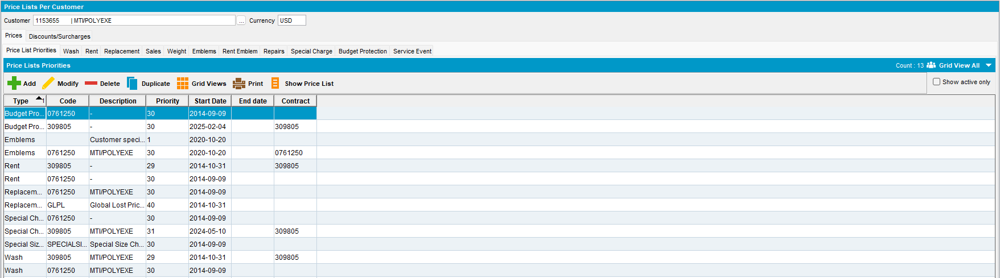 Price Lists Per Customer
Customer 1153655 | MTI/POLYEXE ... Currency USD
Prices Discounts/Surcharges
Price List Priorities Wash Rent Replacement Sales Weight Emblems Rent Emblem Repairs Special Charge Budget Protection Service Event
Price Lists Priorities Count : 13 Grid View All
Add Modify Delete Duplicate Grid Views Print Show Price List Show active only
Type 1 Code Description Priority Start Date End date Contract
Budget Pro... 0761250 - 30 2014-09-09
Budget Pro... 309805 - 30 2025-02-04 309805
Emblems Customer speci... 1 2020-10-20
Emblems 0761250 MTI/POLYEXE 30 2020-10-20 0761250
Rent 309805 - 29 2014-10-31 309805
Rent 0761250 - 30 2014-09-09
Replacem... 0761250 MTI/POLYEXE 30 2014-09-09
Replacem... GLPL Global Lost Pric... 40 2014-10-31
Special Ch... 0761250 - 30 2014-09-09
Special Ch... 309805 MTI/POLYEXE 31 2024-05-10 309805
Special Siz... SPECIALSI... Special Size Ch... 30 2014-09-09
Wash 309805 MTI/POLYEXE 29 2014-10-31 309805
Wash 0761250 MTI/POLYEXE 30 2014-09-09